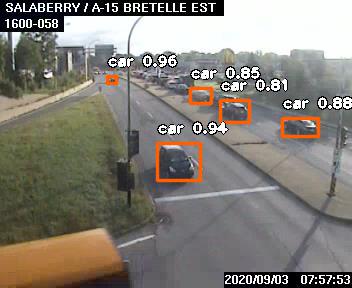 SALABERRY / A-15 BRETELLE EST
1600-058
car 0.96
car 0.85
car 0.81
car 0.88
car 0.94
2020/09/03 07:57:53